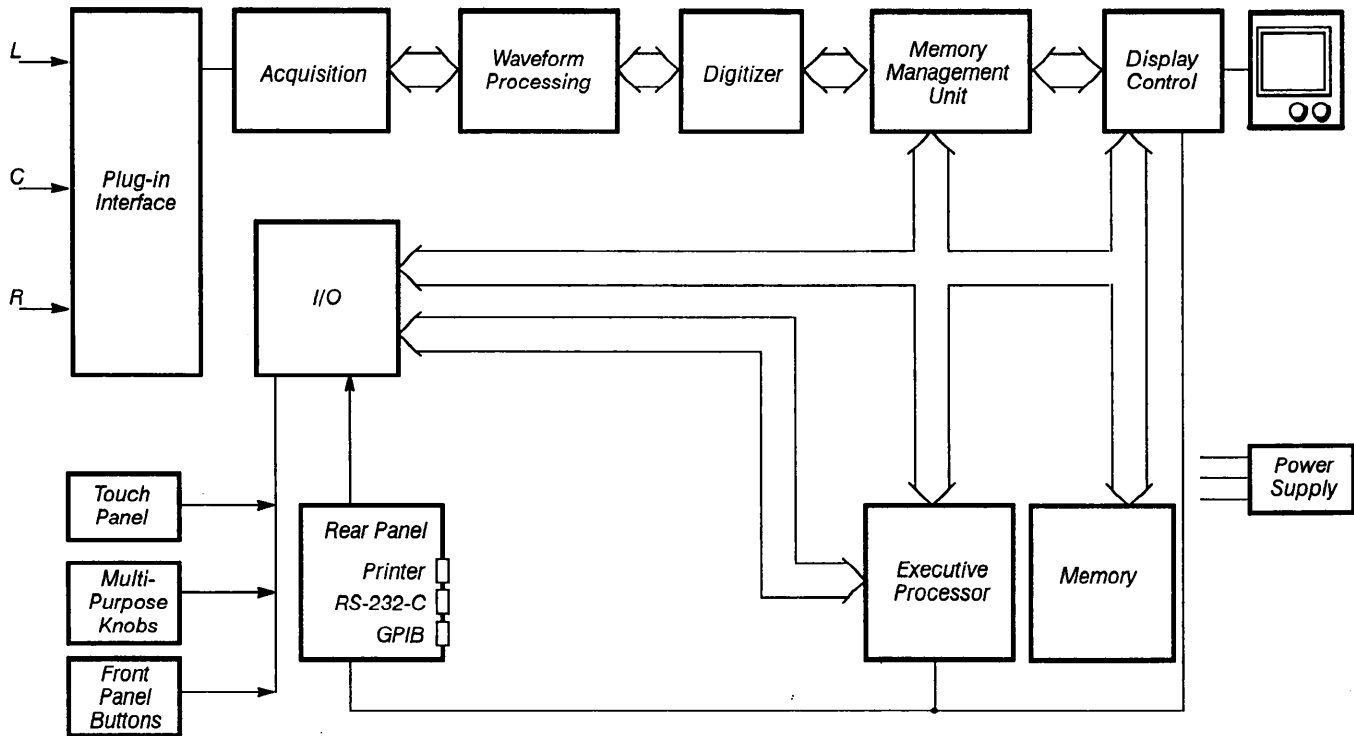 L
C
R
Plug-in
Interface
Acquisition
Waveform
Processing
Digitizer
Memory
Management
Unit
Display
Control
I/O
Touch
Panel
Multi-
Purpose
Knobs
Front
Panel
Buttons
Rear Panel
Printer
RS-232-C
GPIB
Executive
Processor
Memory
Power
Supply